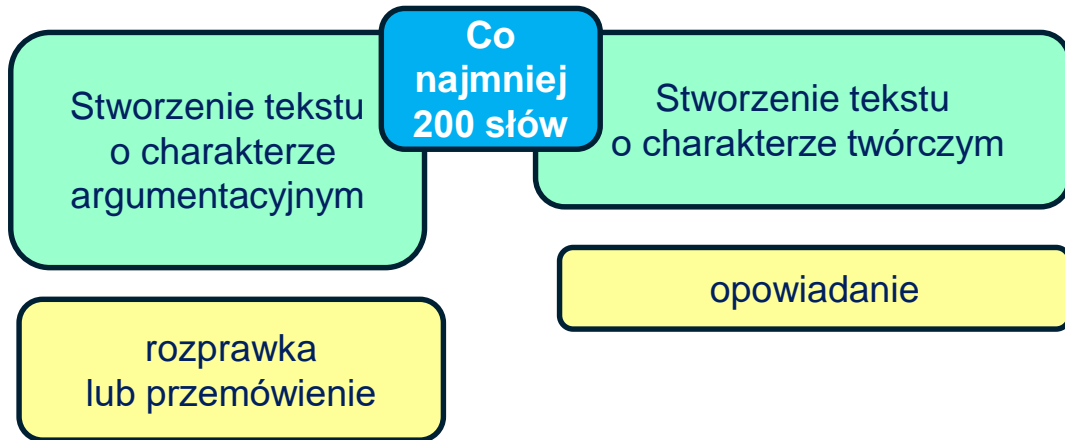 Co
najmniej
200 słów
Stworzenie tekstu
o charakterze
argumentacyjnym
Stworzenie tekstu
o charakterze twórczym
rozprawka
lub przemówienie
opowiadanie